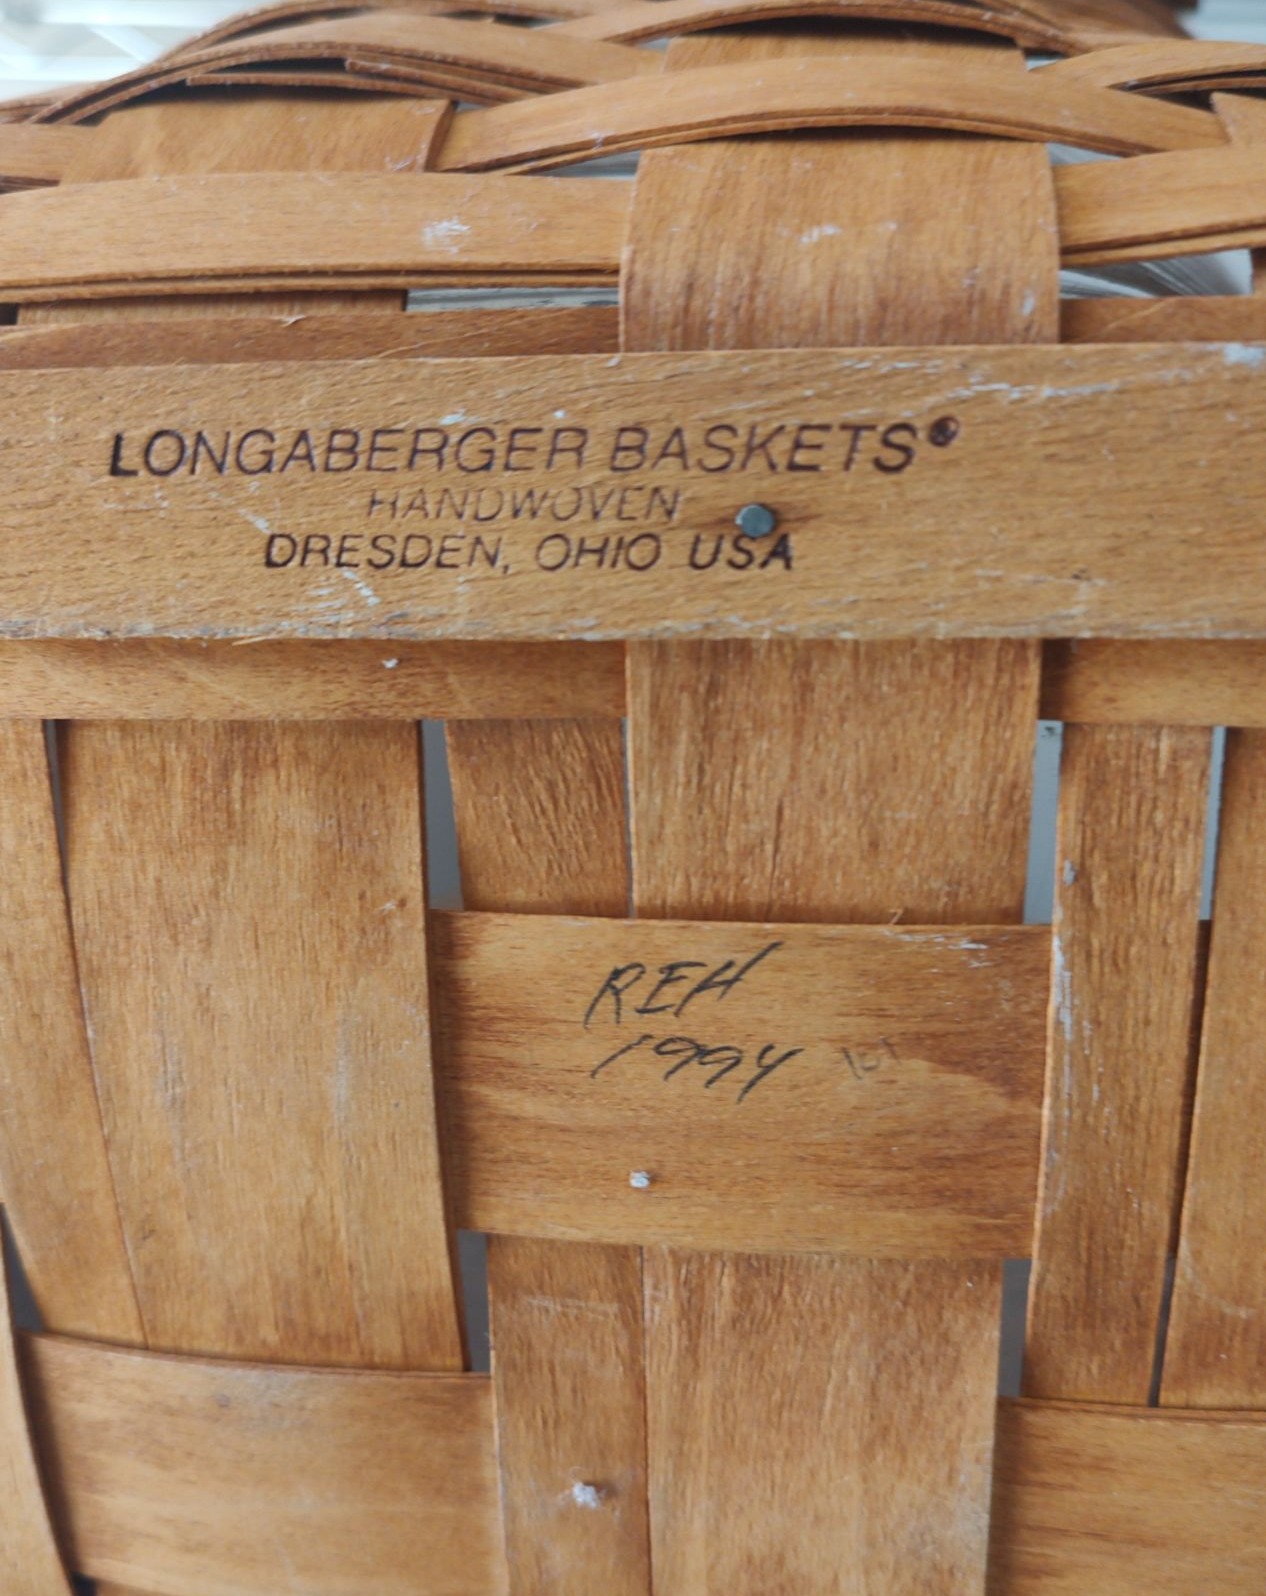 LONGABERGER BASKETS®
HANDWOVEN
DRESDEN, OHIO USA
REH
1994